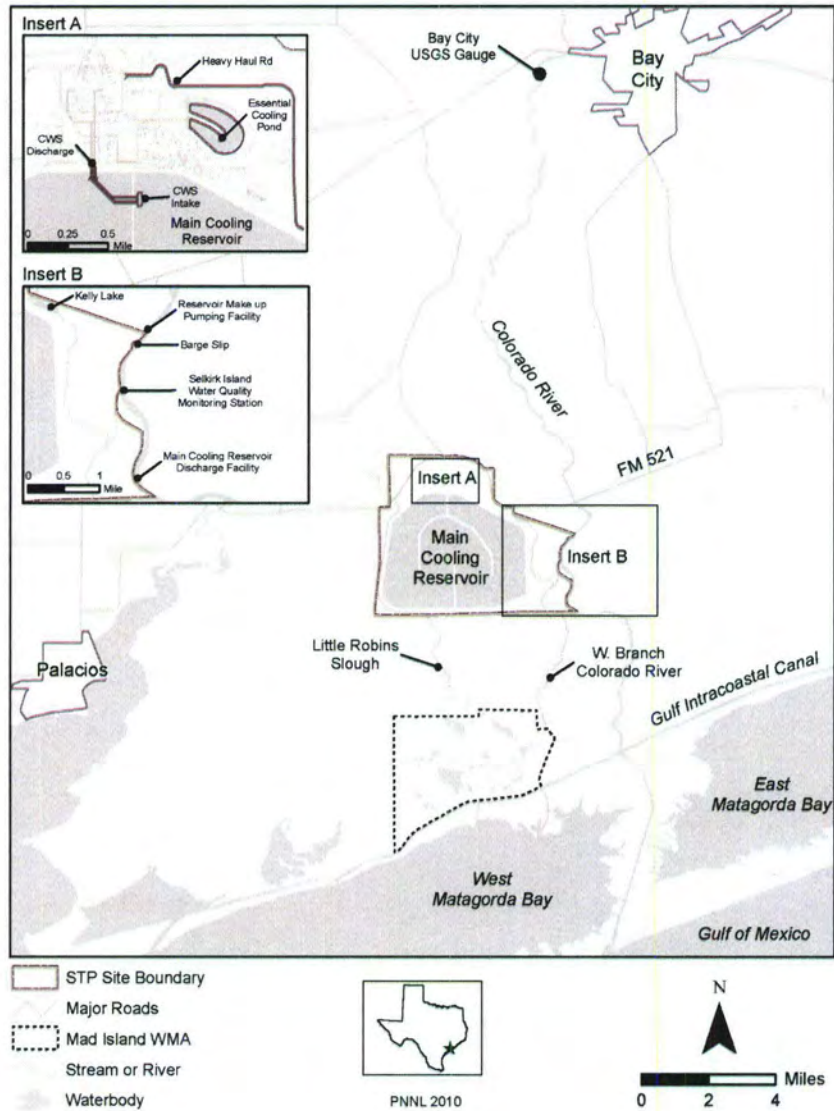 Insert A
Heavy Haul Rd
Essential
Cooling
Pond
CWS
Discharge
CWS
Intake
Main Cooling
Reservoir
0 0.25 0.5
Mile
Insert B
Kelly Lake
Reservoir Make up
Pumping Facility
Barge Slip
Selkirk Island
Water Quality
Monitoring Station
Main Cooling Reservoir
Discharge Facility
0 0.5 1
Mile
Bay City
USGS Gauge
Bay
City
Colorado River
FM 521
Insert A
Main
Cooling
Reservoir
Insert B
Little Robins
Slough
W. Branch
Colorado River
Palacios
Gulf Intracoastal Canal
East
Matagorda Bay
West
Matagorda Bay
Gulf of Mexico
STP Site Boundary
Major Roads
Mad Island WMA
Stream or River
Waterbody
PNNL 2010
N
Miles
0 2 4